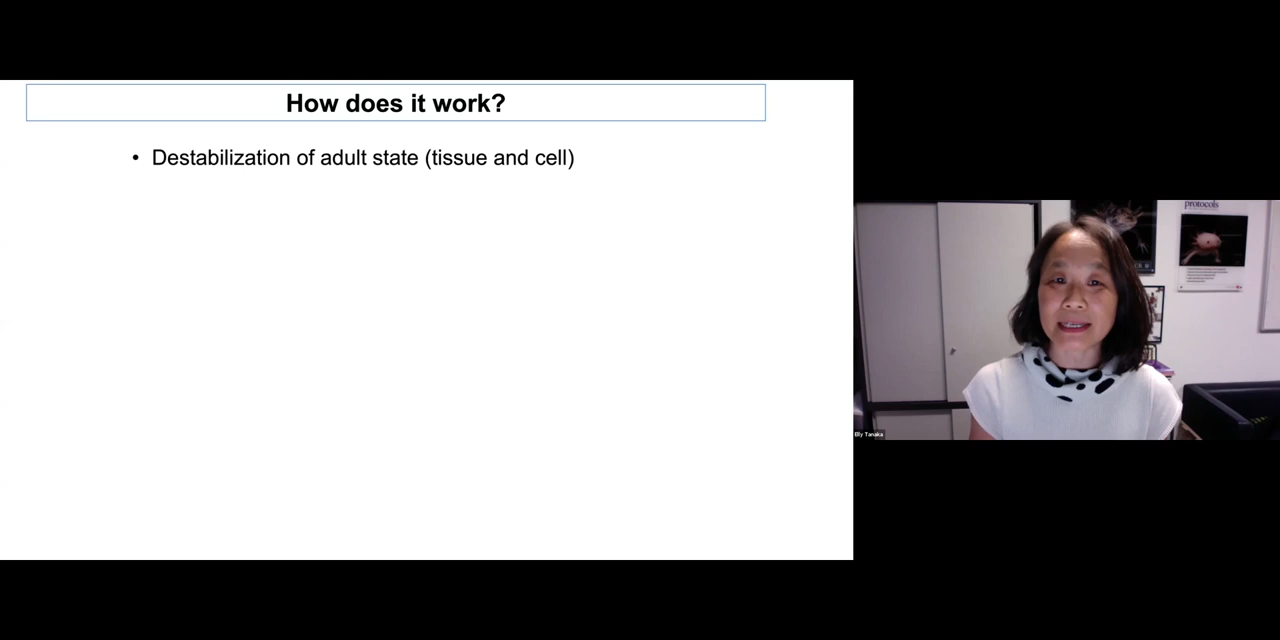 How does it work?
• Destabilization of adult state (tissue and cell)
protocols
Elly Tanaka